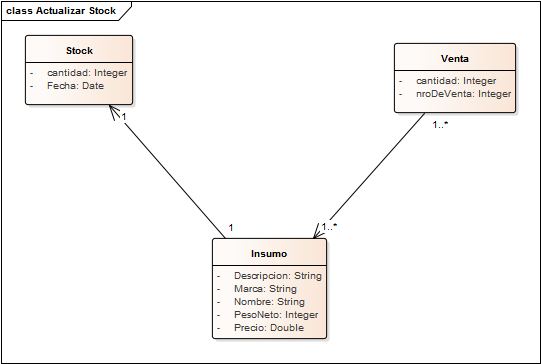 class Actualizar Stock
Stock
- cantidad: Integer
- Fecha: Date
1
Venta
- cantidad: Integer
- nroDeVenta: Integer
1..*
1
1..*
Insumo
- Descripcion: String
- Marca: String
- Nombre: String
- PesoNeto: Integer
- Precio: Double